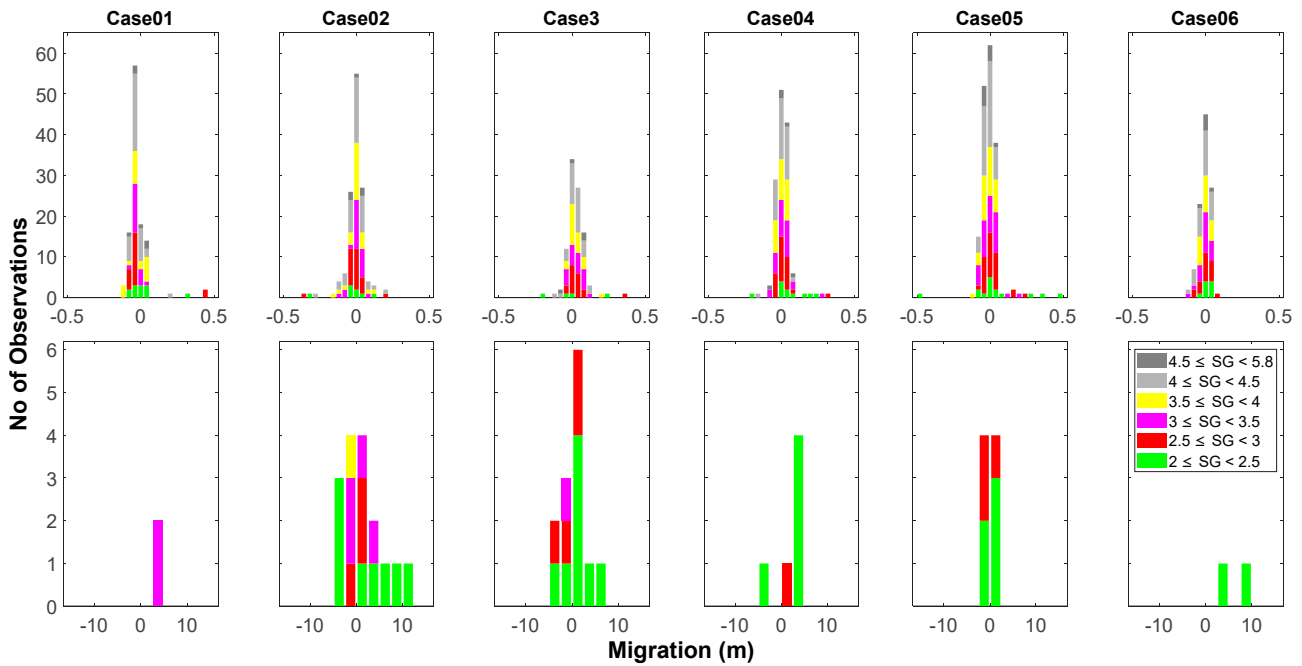 Case01 Case02 Case3 Case04 Case05 Case06
60
50
40
30
20
10
0
-0.5 0 0.5 -0.5 0 0.5 -0.5 0 0.5 -0.5 0 0.5 -0.5 0 0.5 -0.5 0 0.5
No of Observations
6
5
4
3
2
1
0
4.5 ≤ SG < 5.8
4 ≤ SG < 4.5
3.5 ≤ SG < 4
3 ≤ SG < 3.5
2.5 ≤ SG < 3
2 ≤ SG < 2.5
-10 0 10 -10 0 10 -10 0 10 -10 0 10 -10 0 10 -10 0 10
Migration (m)